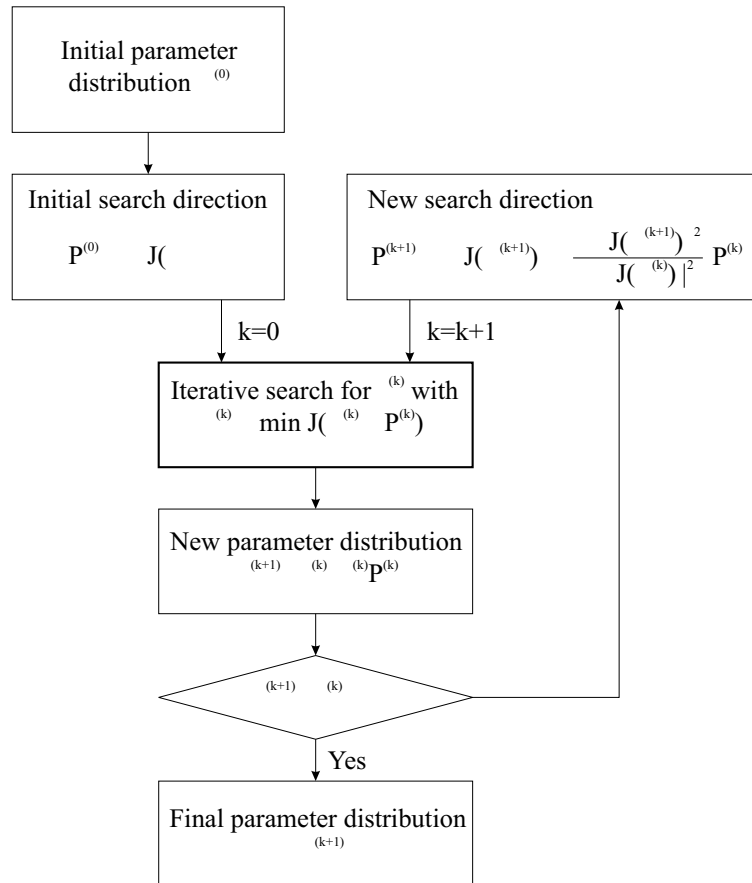 Initial parameter
distribution ⁽⁰⁾
Initial search direction
P⁽⁰⁾ J(
New search direction
P⁽ᵏ⁺¹⁾ J( ⁽ᵏ⁺¹⁾) J( ⁽ᵏ⁺¹⁾) ² / J( ⁽ᵏ⁾) |² P⁽ᵏ⁾
k=0
k=k+1
Iterative search for ⁽ᵏ⁾ with
⁽ᵏ⁾ min J( ⁽ᵏ⁾ P⁽ᵏ⁾)
New parameter distribution
⁽ᵏ⁺¹⁾ ⁽ᵏ⁾ ⁽ᵏ⁾P⁽ᵏ⁾
⁽ᵏ⁺¹⁾ ⁽ᵏ⁾
Yes
Final parameter distribution
⁽ᵏ⁺¹⁾